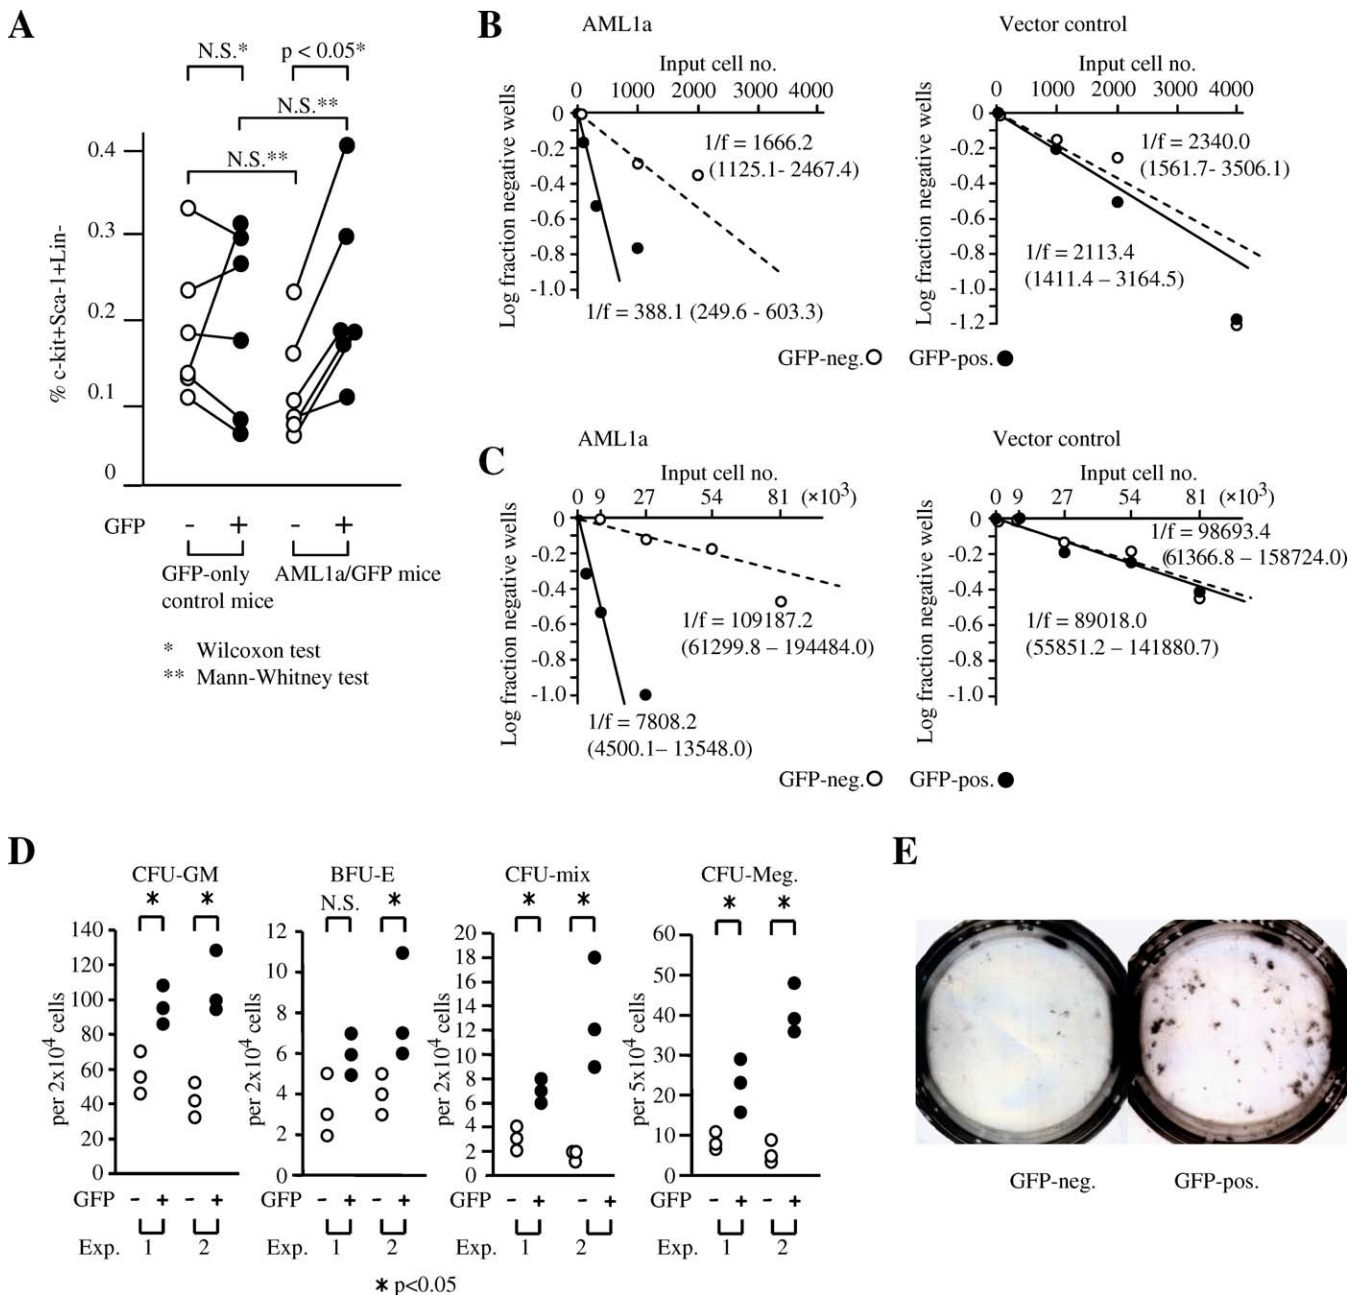 A
N.S.* p < 0.05*
N.S.**
N.S.**
% c-kit+Sca-1+Lin-
0.4
0.3
0.2
0.1
0
GFP - + - +
GFP-only control mice
AML1a/GFP mice
* Wilcoxon test
** Mann-Whitney test
B
AML1a
Input cell no.
0 1000 2000 3000 4000
Log fraction negative wells
0
-0.2
-0.4
-0.6
-0.8
-1.0
1/f = 1666.2
(1125.1- 2467.4)
1/f = 388.1 (249.6 - 603.3)
Vector control
Input cell no.
0 1000 2000 3000 4000
Log fraction negative wells
0
-0.2
-0.4
-0.6
-0.8
-1.0
-1.2
1/f = 2340.0
(1561.7- 3506.1)
1/f = 2113.4
(1411.4 – 3164.5)
GFP-neg. GFP-pos.
C
AML1a
Input cell no.
0 9 27 54 81 (×10³)
Log fraction negative wells
0
-0.2
-0.4
-0.6
-0.8
-1.0
1/f = 109187.2
(61299.8 – 194484.0)
1/f = 7808.2
(4500.1– 13548.0)
Vector control
Input cell no.
0 9 27 54 81 (×10³)
Log fraction negative wells
0
-0.2
-0.4
-0.6
-0.8
-1.0
1/f = 98693.4
(61366.8 – 158724.0)
1/f = 89018.0
(55851.2 – 141880.7)
GFP-neg. GFP-pos.
D
CFU-GM
* *
per 2x10⁴ cells
140
120
100
80
60
40
20
0
GFP - + - +
Exp. 1 2
BFU-E
N.S. *
per 2x10⁴ cells
12
10
8
6
4
2
0
GFP - + - +
Exp. 1 2
CFU-mix
* *
per 2x10⁴ cells
20
18
16
14
12
10
8
6
4
2
0
GFP - + - +
Exp. 1 2
CFU-Meg.
* *
per 5x10⁴ cells
60
50
40
30
20
10
0
GFP - + - +
Exp. 1 2
* p<0.05
E
GFP-neg. GFP-pos.